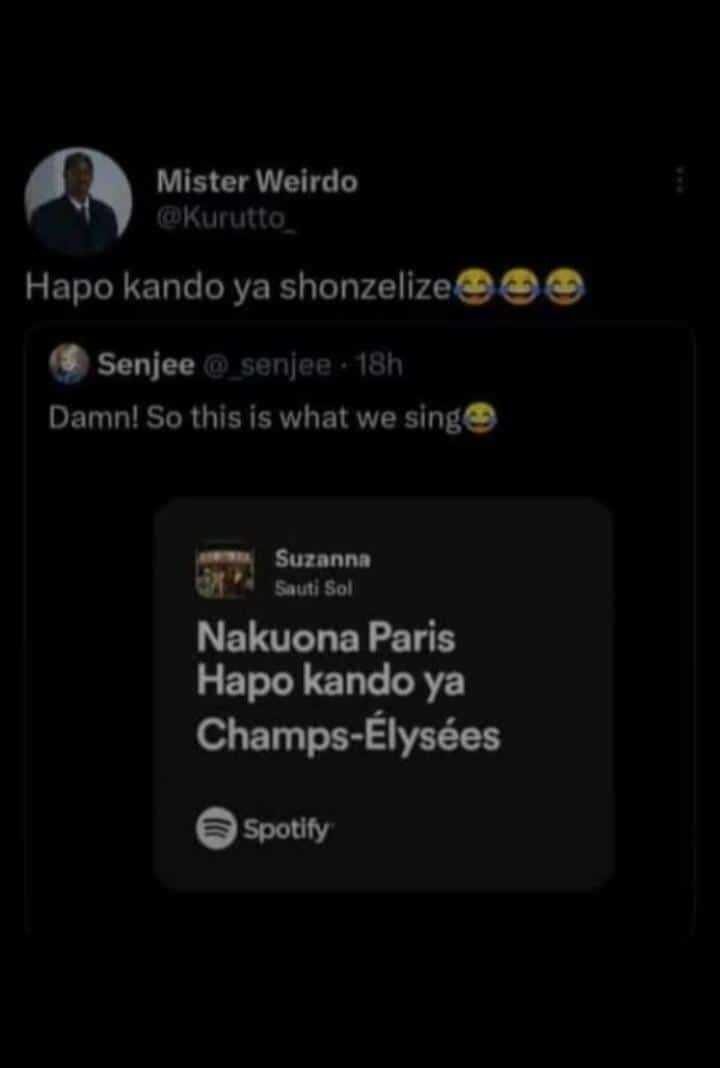 Mister Weirdo
@Kurutto_
Hapo kando ya shonzelize😂😂😂
Senjee @_senjee · 18h
Damn! So this is what we sing😂
Suzanna
Sauti Sol
Nakuona Paris
Hapo kando ya
Champs-Élysées
Spotify